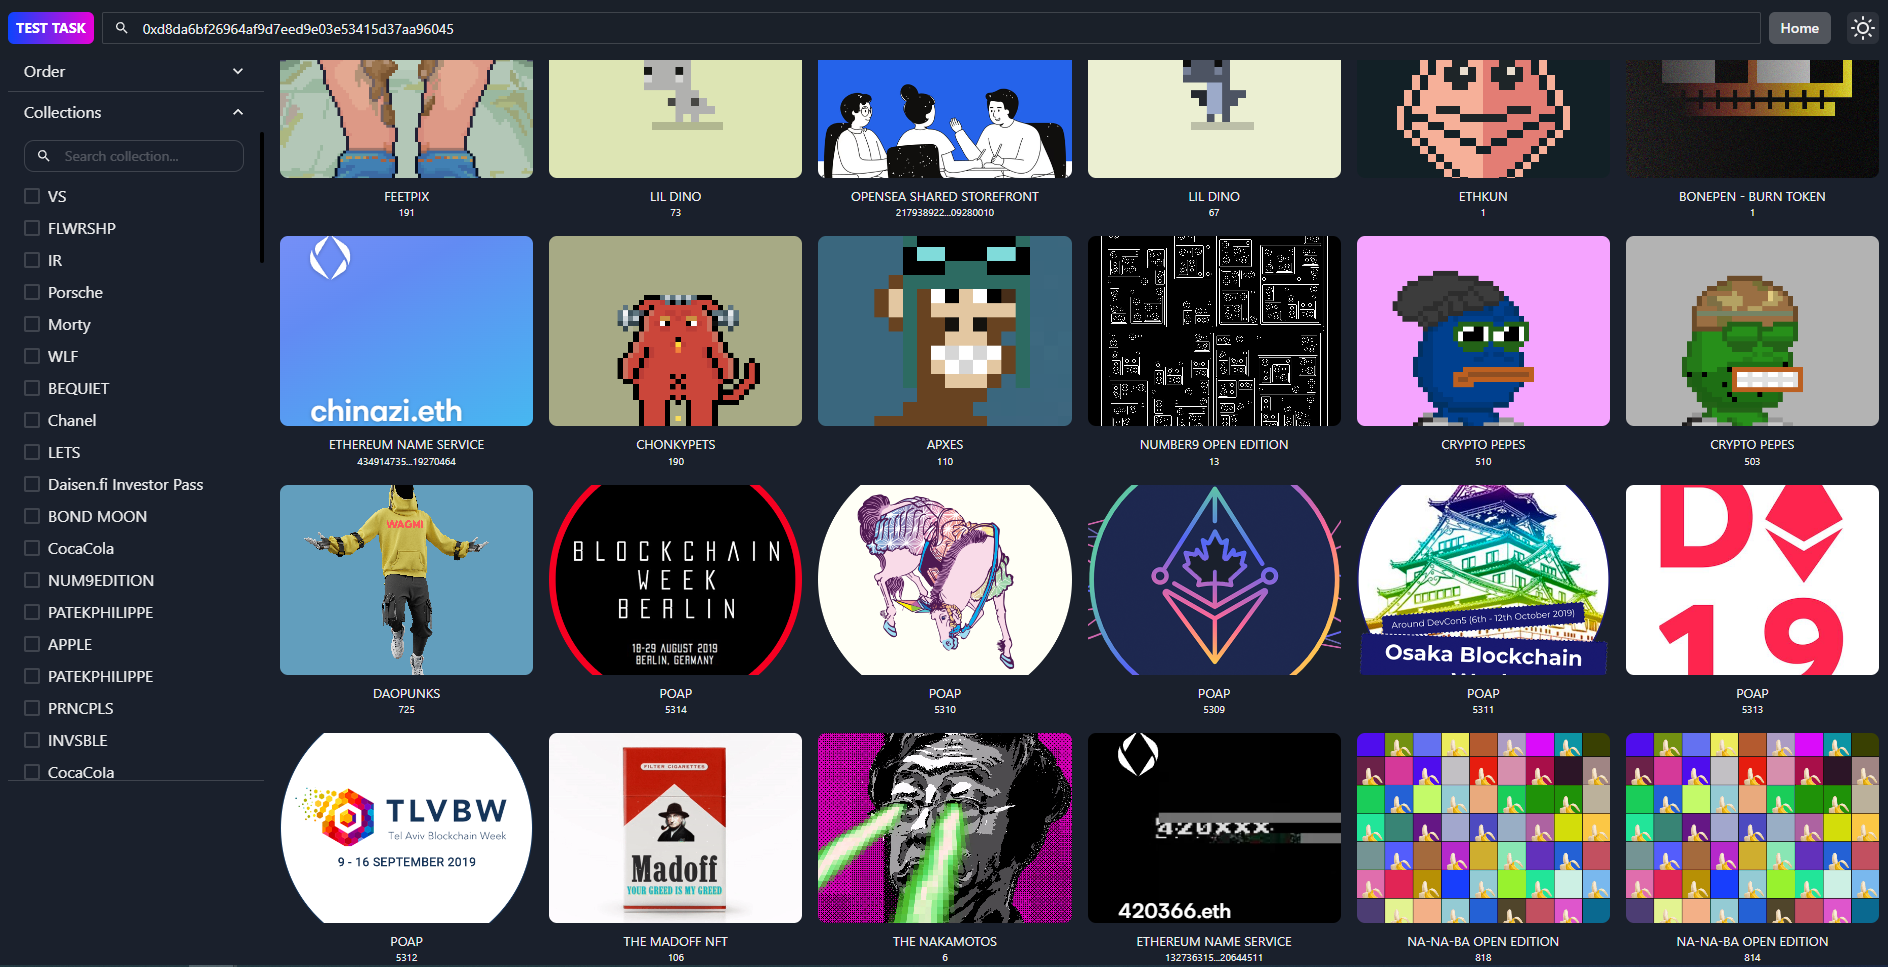 TEST TASK
0xd8da6bf26964af9d7eed9e03e53415d37aa96045
Home
Order
Collections
Search collection...
VS
FLWRSHP
IR
Porsche
Morty
WLF
BEQUIET
Chanel
LETS
Daisen.fi Investor Pass
BOND MOON
CocaCola
NUM9EDITION
PATEKPHILIPPE
APPLE
PATEKPHILIPPE
PRNCPLS
INVSBLE
CocaCola
FEETPIX
191
LIL DINO
73
OPENSEA SHARED STOREFRONT
217938922...09280010
LIL DINO
67
ETHKUN
1
BONEPEN - BURN TOKEN
1
chinazi.eth
ETHEREUM NAME SERVICE
434914735...19270464
CHONKYPETS
190
APXES
110
NUMBER9 OPEN EDITION
13
CRYPTO PEPES
510
CRYPTO PEPES
503
WAGMI
DAOPUNKS
725
BLOCKCHAIN
WEEK
BERLIN
18-29 AUGUST 2019
BERLIN, GERMANY
POAP
5314
POAP
5310
POAP
5309
Around DevCon5 (6th - 12th October 2019)
Osaka Blockchain
POAP
5311
D
19
POAP
5313
TLVBW
Tel Aviv Blockchain Week
9 - 16 SEPTEMBER 2019
POAP
5312
FILTER CIGARETTES
Madoff
YOUR GREED IS MY GREED
THE MADOFF NFT
106
THE NAKAMOTOS
6
420XXX
420366.eth
ETHEREUM NAME SERVICE
132736315...20644511
NA-NA-BA OPEN EDITION
818
NA-NA-BA OPEN EDITION
814